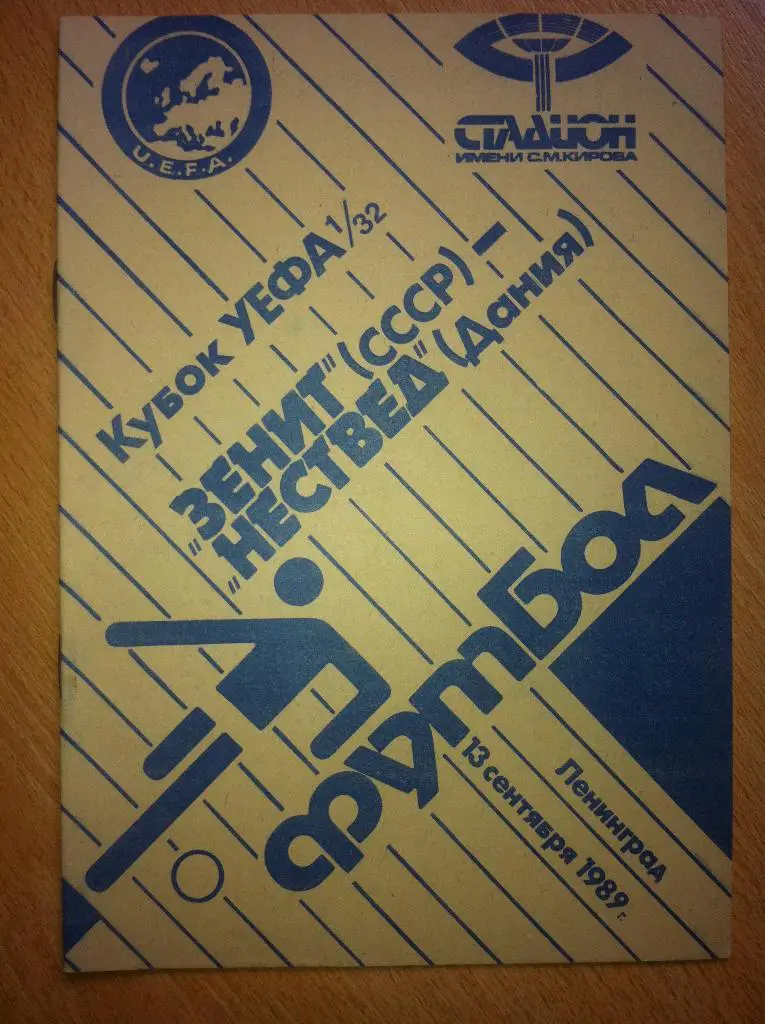 U.E.F.A.
СТАДИОН
ИМЕНИ С.М.КИРОВА
Кубок УЕФА 1/32
„ЗЕНИТ" (СССР) –
„НЕСТВЕД" (Дания)
футбол
Ленинград
13 сентября 1989 г.